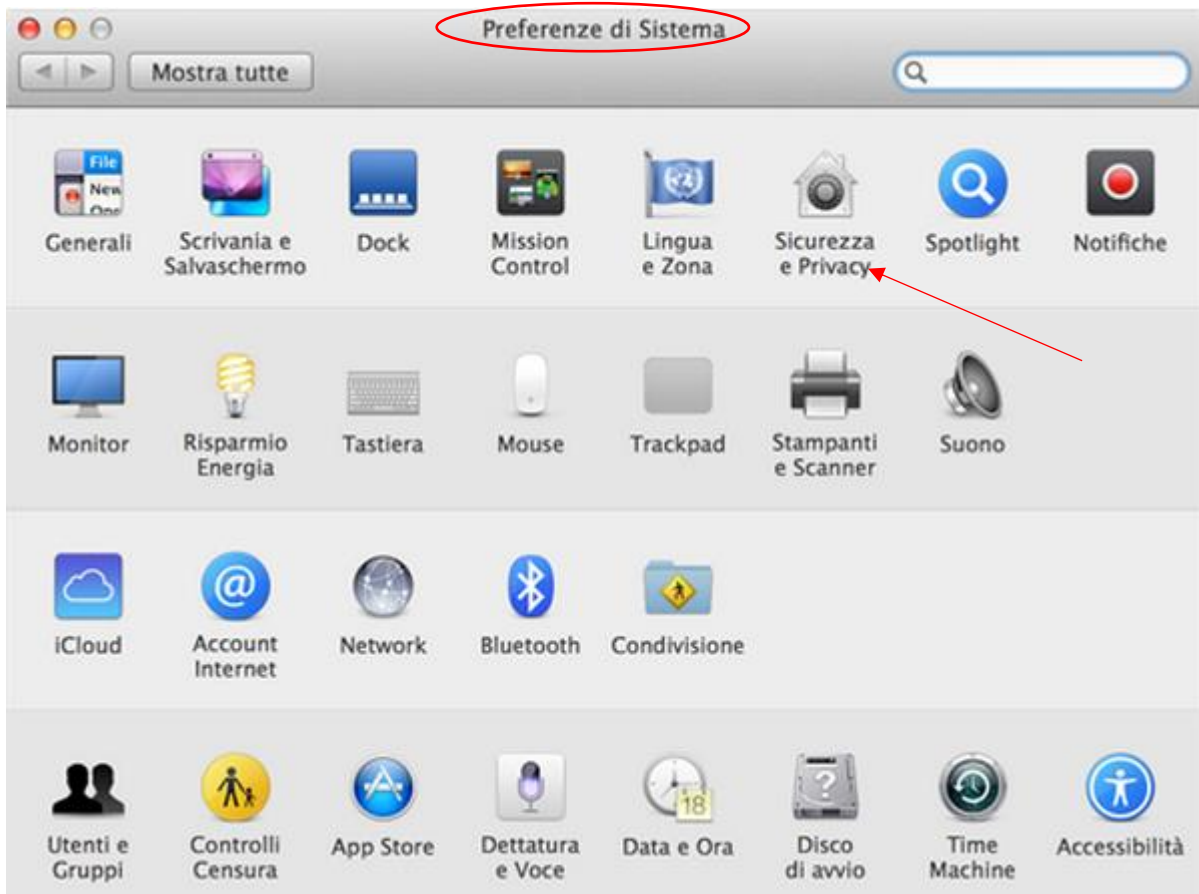 Preferenze di Sistema
Mostra tutte
File
New
Generali
Scrivania e
Salvaschermo
Dock
Mission
Control
Lingua
e Zona
Sicurezza
e Privacy
Spotlight
Notifiche
Monitor
Risparmio
Energia
Tastiera
Mouse
Trackpad
Stampanti
e Scanner
Suono
iCloud
Account
Internet
Network
Bluetooth
Condivisione
18
?
Utenti e
Gruppi
Controlli
Censura
App Store
Dettatura
e Voce
Data e Ora
Disco
di avvio
Time
Machine
Accessibilità